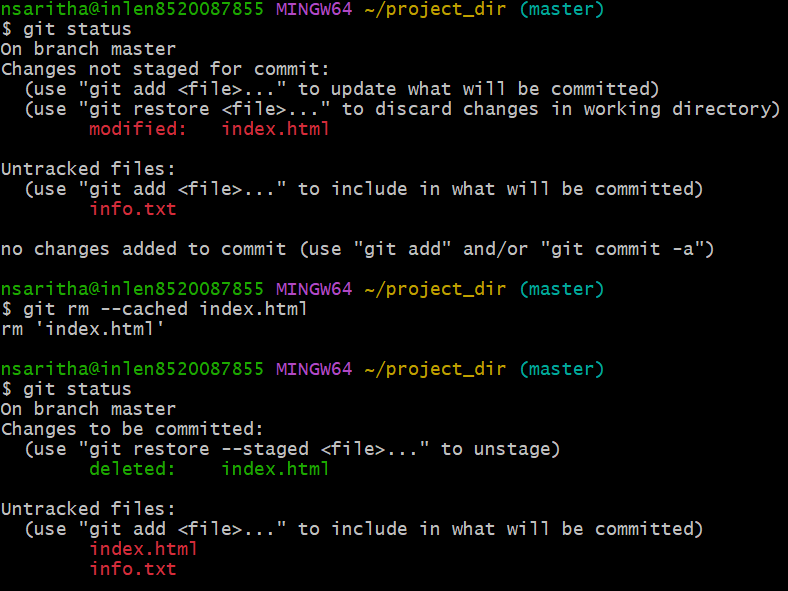 nsaritha@inlen8520087855 MINGW64 ~/project_dir (master)
$ git status
On branch master
Changes not staged for commit:
  (use "git add <file>..." to update what will be committed)
  (use "git restore <file>..." to discard changes in working directory)
        modified:   index.html

Untracked files:
  (use "git add <file>..." to include in what will be committed)
        info.txt

no changes added to commit (use "git add" and/or "git commit -a")

nsaritha@inlen8520087855 MINGW64 ~/project_dir (master)
$ git rm --cached index.html
rm 'index.html'

nsaritha@inlen8520087855 MINGW64 ~/project_dir (master)
$ git status
On branch master
Changes to be committed:
  (use "git restore --staged <file>..." to unstage)
        deleted:    index.html

Untracked files:
  (use "git add <file>..." to include in what will be committed)
        index.html
        info.txt